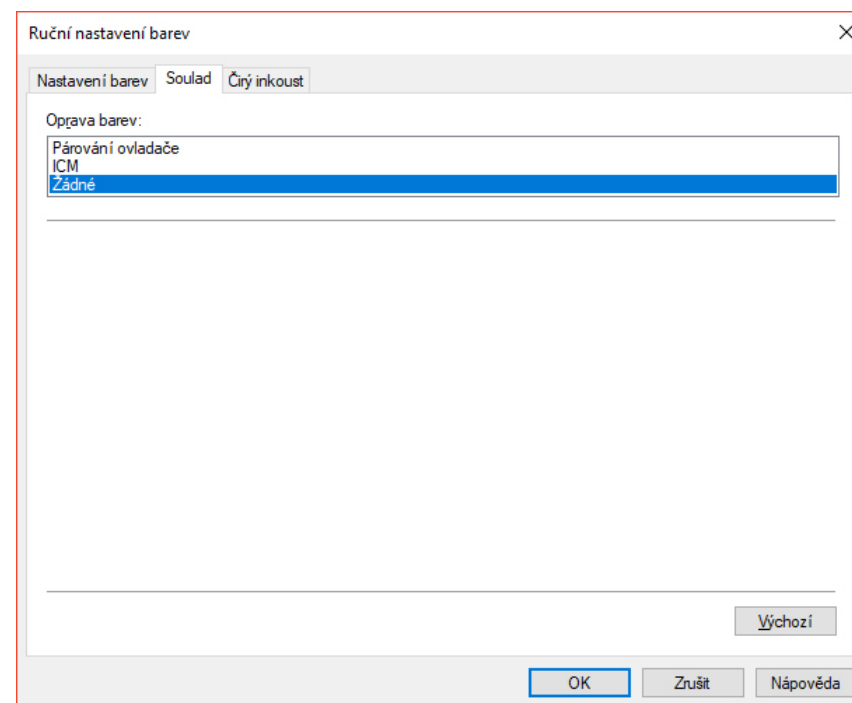 Ruční nastavení barev
Nastavení barev Soulad Čirý inkoust
Oprava barev:
Párování ovladače
ICM
Žádné
Výchozí
OK Zrušit Nápověda